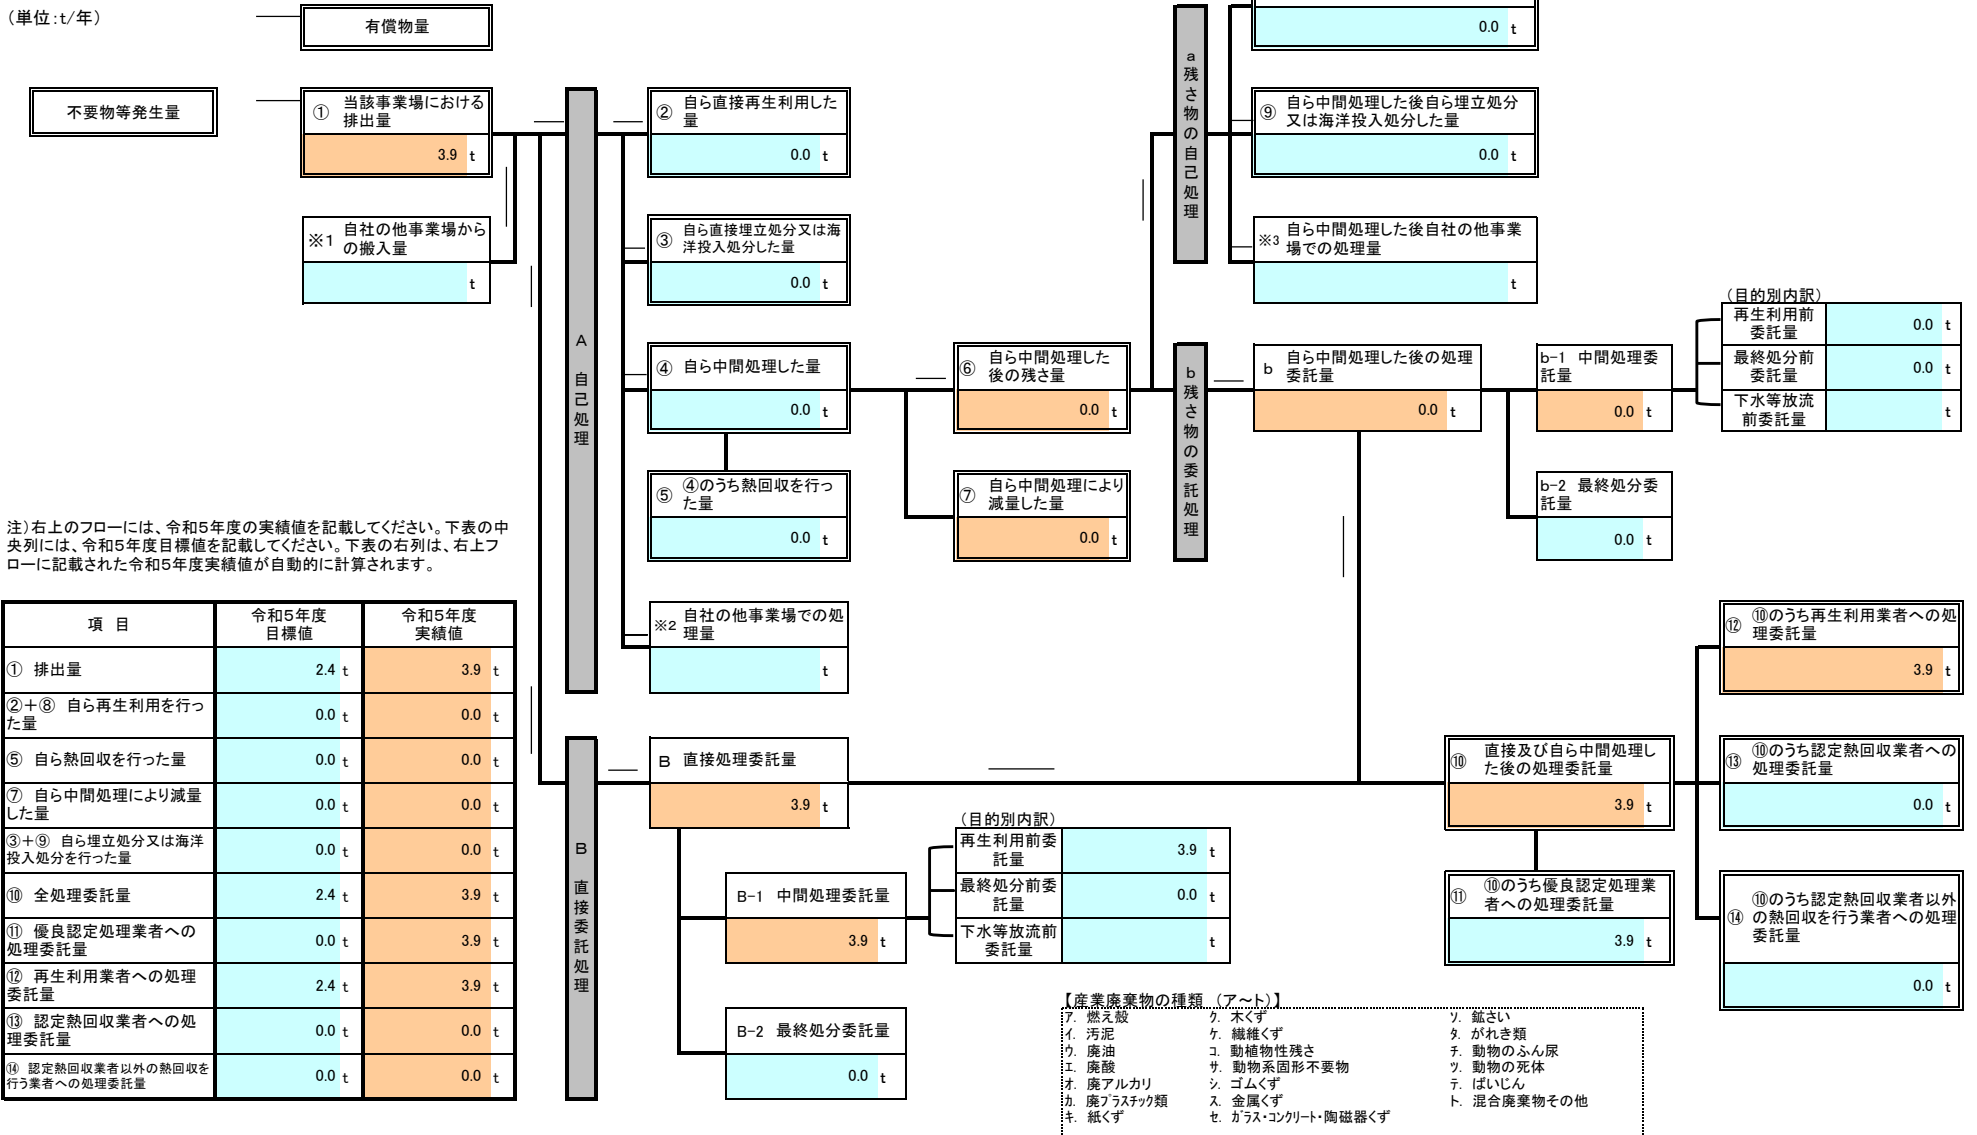 （単位：ｔ/年）
有償物量
不要物等発生量
① 当該事業場における
排出量
3.9 t
※1 自社の他事業場から
の搬入量
t
A 自己処理
② 自ら直接再生利用した
量
0.0 t
③ 自ら直接埋立処分又は海
洋投入処分した量
0.0 t
④ 自ら中間処理した量
0.0 t
⑤ ④のうち熱回収を行っ
た量
0.0 t
※2 自社の他事業場での処
理量
t
⑥ 自ら中間処理した
後の残さ量
0.0 t
⑦ 自ら中間処理により
減量した量
0.0 t
a 残さ物の自己処理
0.0 t
⑨ 自ら中間処理した後自ら埋立処分
又は海洋投入処分した量
0.0 t
※3 自ら中間処理した後自社の他事業
場での処理量
t
b 残さ物の委託処理
b 自ら中間処理した後の処理
委託量
0.0 t
b-1 中間処理委
託量
0.0 t
b-2 最終処分委
託量
0.0 t
（目的別内訳）
再生利用前
委託量
0.0 t
最終処分前
委託量
0.0 t
下水等放流
前委託量
t
注）右上のフローには、令和５年度の実績値を記載してください。下表の中
央列には、令和５年度目標値を記載してください。下表の右列は、右上フ
ローに記載された令和５年度実績値が自動的に計算されます。
項 目 令和５年度
目標値 令和５年度
実績値
① 排出量 2.4 t 3.9 t
②＋⑧ 自ら再生利用を行っ
た量 0.0 t 0.0 t
⑤ 自ら熱回収を行った量 0.0 t 0.0 t
⑦ 自ら中間処理により減量
した量 0.0 t 0.0 t
③＋⑨ 自ら埋立処分又は海洋
投入処分を行った量 0.0 t 0.0 t
⑩ 全処理委託量 2.4 t 3.9 t
⑪ 優良認定処理業者への
処理委託量 0.0 t 3.9 t
⑫ 再生利用業者への処理
委託量 2.4 t 3.9 t
⑬ 認定熱回収業者への処
理委託量 0.0 t 0.0 t
⑭ 認定熱回収業者以外の熱回収を
行う業者への処理委託量 0.0 t 0.0 t
B 直接委託処理
B 直接処理委託量
3.9 t
B-1 中間処理委託量
3.9 t
B-2 最終処分委託量
0.0 t
（目的別内訳）
再生利用前委
託量
3.9 t
最終処分前委
託量
0.0 t
下水等放流前
委託量
t
⑩ 直接及び自ら中間処理し
た後の処理委託量
3.9 t
⑪ ⑩のうち優良認定処理業
者への処理委託量
3.9 t
⑫ ⑩のうち再生利用業者への処
理委託量
3.9 t
⑬ ⑩のうち認定熱回収業者への
処理委託量
0.0 t
⑭ ⑩のうち認定熱回収業者以外
の熱回収を行う業者への処理
委託量
0.0 t
【産業廃棄物の種類 （ア～ト）】
ア. 燃え殻 ク. 木くず ソ. 鉱さい
イ. 汚泥 ケ. 繊維くず タ. がれき類
ウ. 廃油 コ. 動植物性残さ チ. 動物のふん尿
エ. 廃酸 サ. 動物系固形不要物 ツ. 動物の死体
オ. 廃アルカリ シ. ゴムくず テ. ばいじん
カ. 廃プラスチック類 ス. 金属くず ト. 混合廃棄物その他
キ. 紙くず セ. ガラス・コンクリート・陶磁器くず